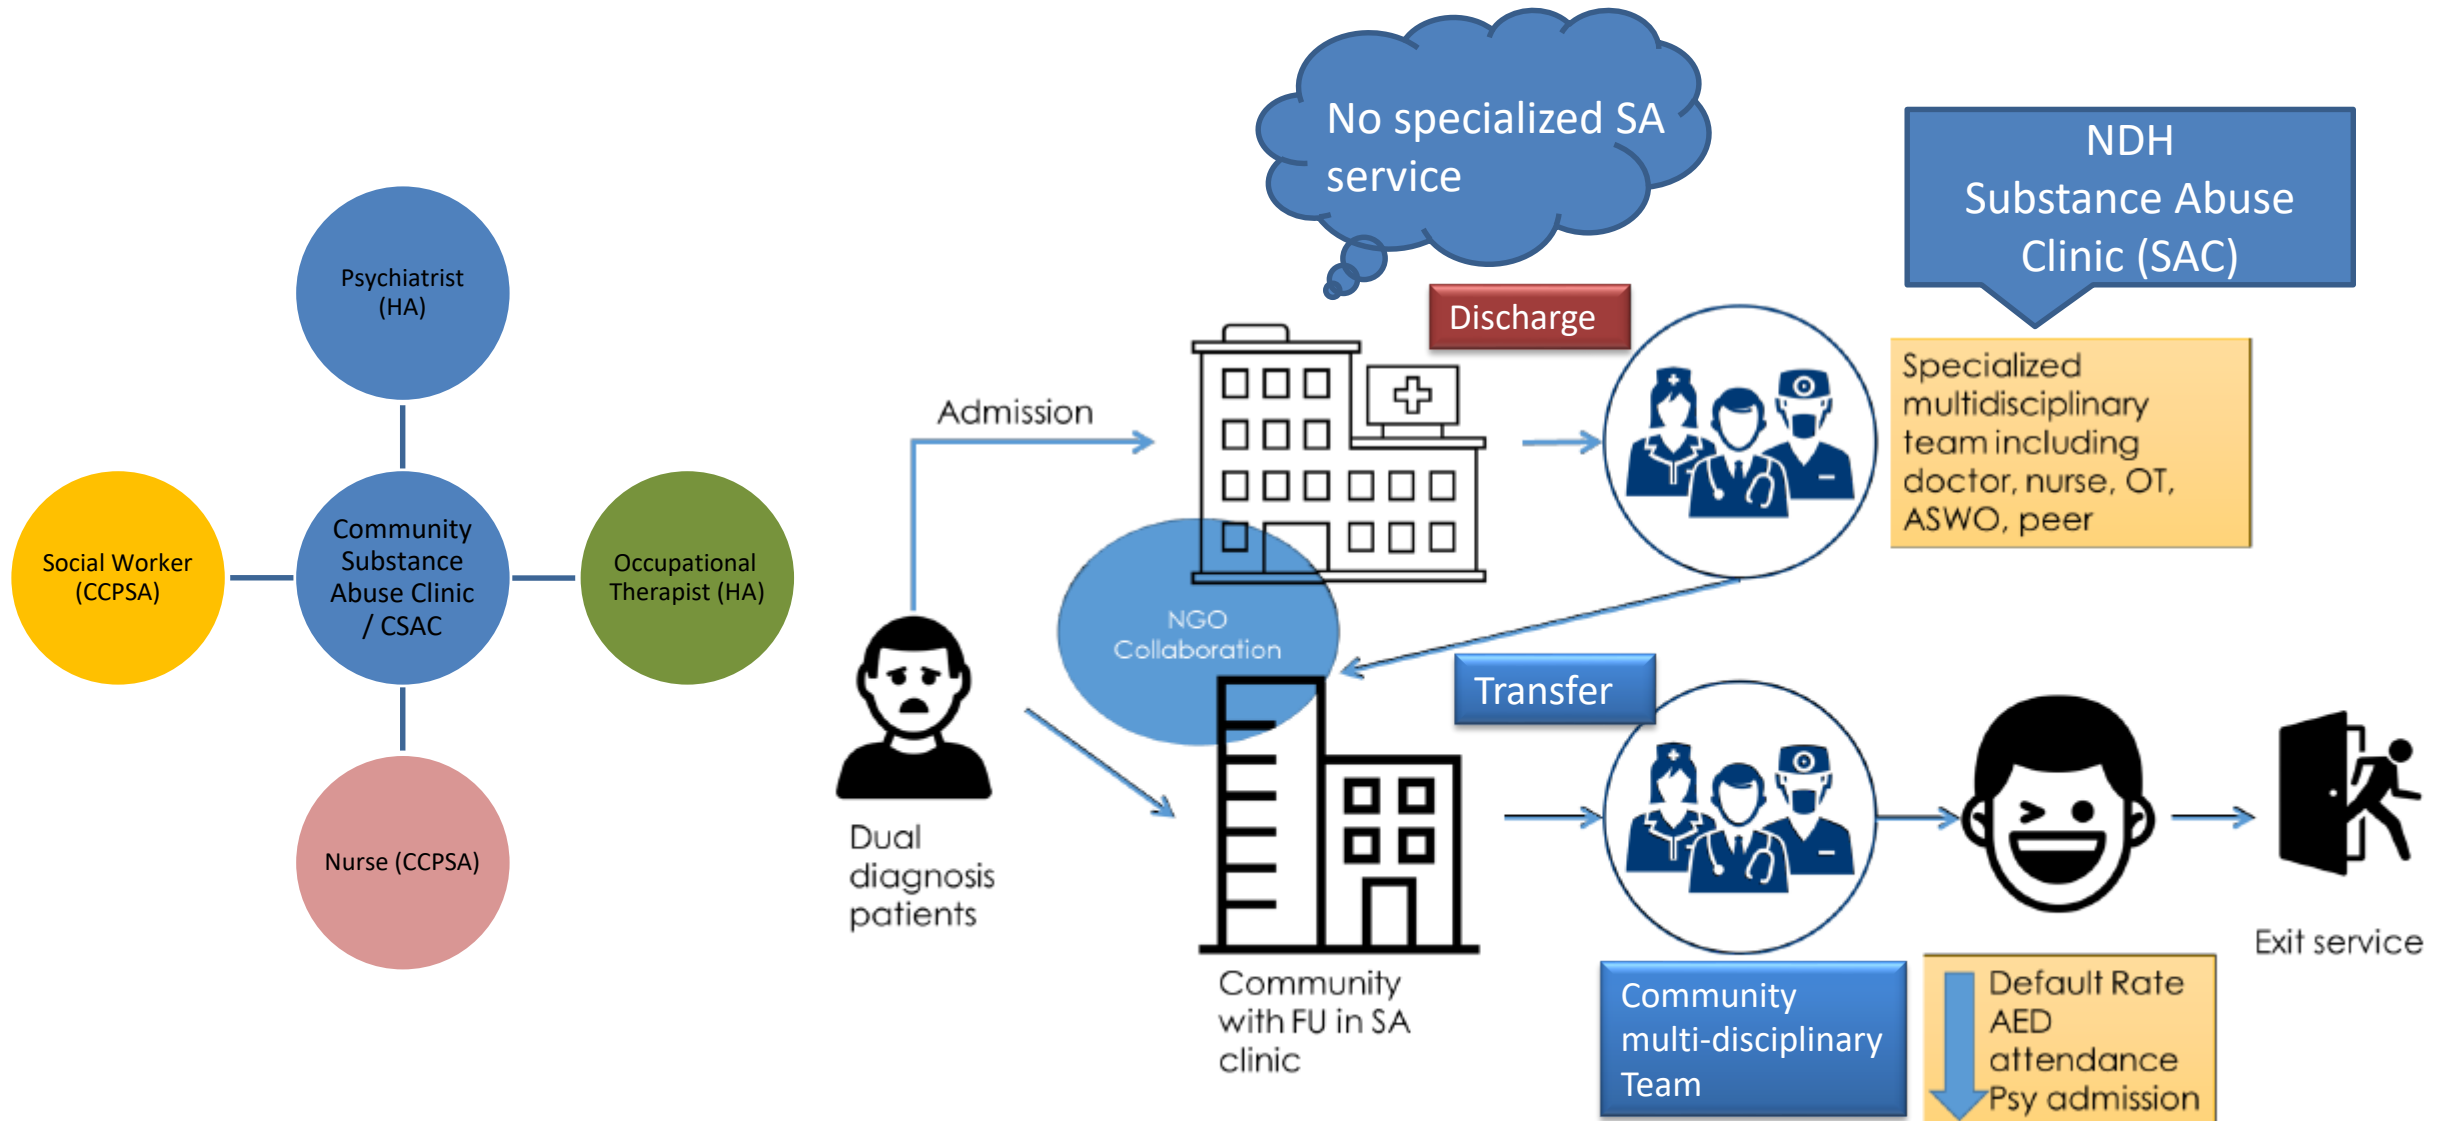 Psychiatrist
(HA)
Social Worker
(CCPSA)
Community
Substance
Abuse Clinic
/ CSAC
Occupational
Therapist (HA)
Nurse (CCPSA)
No specialized SA
service
NDH
Substance Abuse
Clinic (SAC)
Discharge
Admission
Specialized
multidisciplinary
team including
doctor, nurse, OT,
ASWO, peer
NGO
Collaboration
Transfer
Dual
diagnosis
patients
Community
with FU in SA
clinic
Community
multi-disciplinary
Team
Default Rate
AED
attendance
Psy admission
Exit service